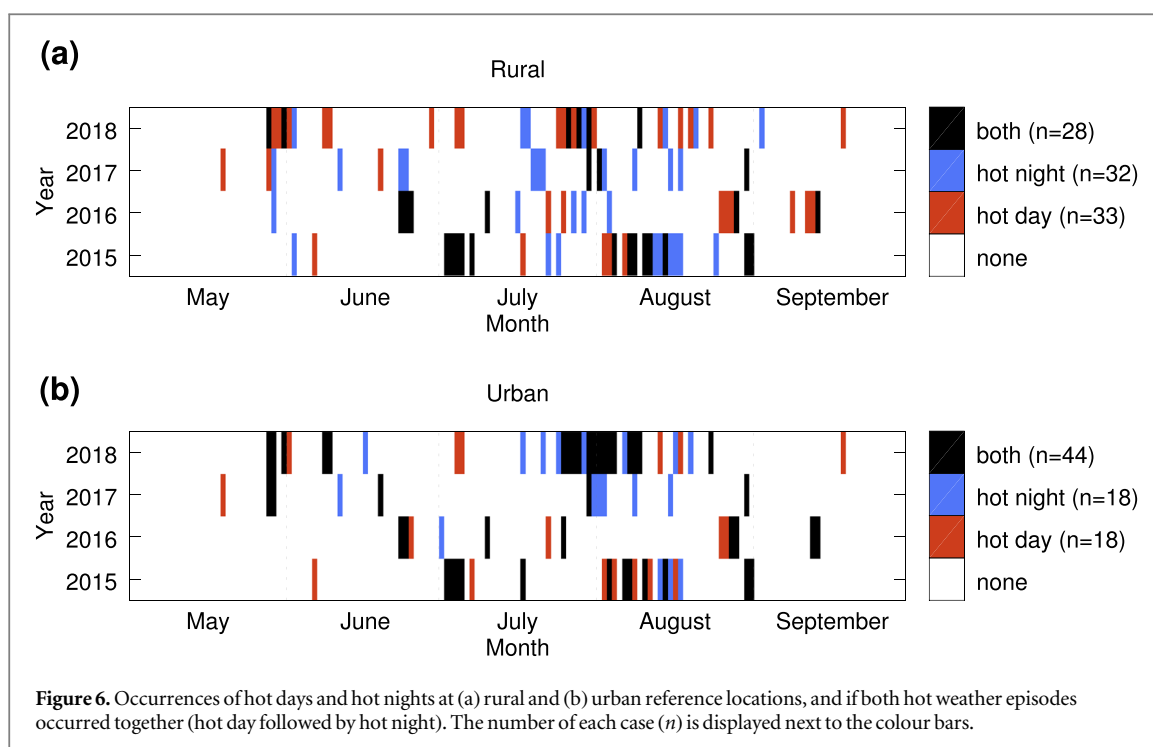 (a)
Rural
Year
2018
2017
2016
2015
May June July August September
Month
both (n=28)
hot night (n=32)
hot day (n=33)
none
(b)
Urban
Year
2018
2017
2016
2015
May June July August September
Month
both (n=44)
hot night (n=18)
hot day (n=18)
none
Figure 6. Occurrences of hot days and hot nights at (a) rural and (b) urban reference locations, and if both hot weather episodes
occurred together (hot day followed by hot night). The number of each case (n) is displayed next to the colour bars.